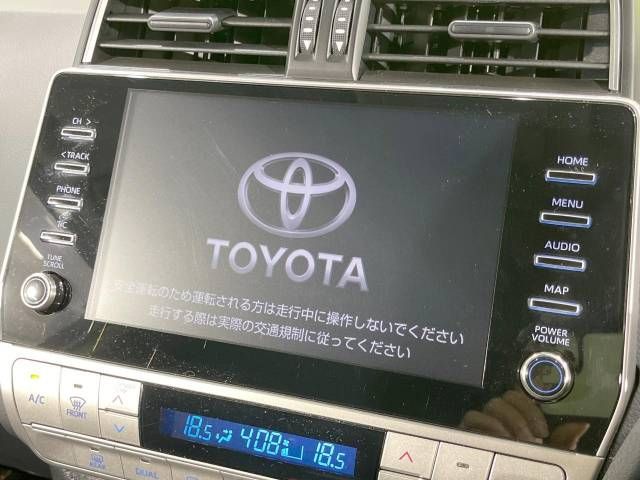 CH >
< TRACK
PHONE
T/C
TUNE
SCROLL
TOYOTA
安全運転のため運転される方は走行中に操作しないでください
走行する際は実際の交通規制に従ってください
HOME
MENU
AUDIO
MAP
POWER
VOLUME
A/C
FRONT
18.5
4:08
18.5
REAR
DUAL